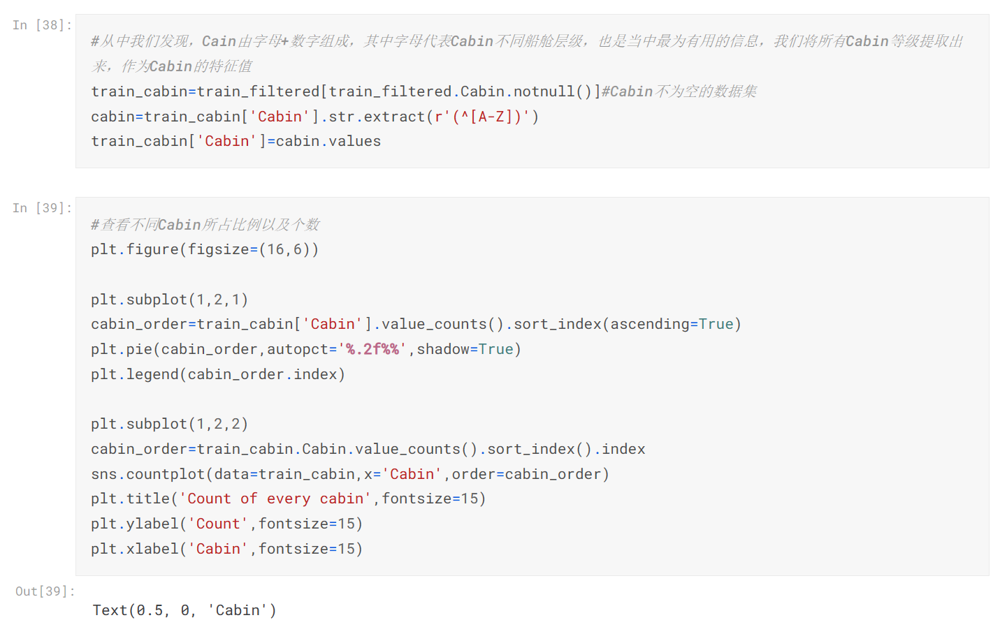 In [38]:
#从中我们发现，Cain由字母+数字组成，其中字母代表Cabin不同船舱层级，也是当中最为有用的信息，我们将所有Cabin等级提取出
来，作为Cabin的特征值
train_cabin=train_filtered[train_filtered.Cabin.notnull()]#Cabin不为空的数据集
cabin=train_cabin['Cabin'].str.extract(r'(^[A-Z])')
train_cabin['Cabin']=cabin.values
In [39]:
#查看不同Cabin所占比例以及个数
plt.figure(figsize=(16,6))
plt.subplot(1,2,1)
cabin_order=train_cabin['Cabin'].value_counts().sort_index(ascending=True)
plt.pie(cabin_order,autopct='%.2f%%',shadow=True)
plt.legend(cabin_order.index)
plt.subplot(1,2,2)
cabin_order=train_cabin.Cabin.value_counts().sort_index().index
sns.countplot(data=train_cabin,x='Cabin',order=cabin_order)
plt.title('Count of every cabin',fontsize=15)
plt.ylabel('Count',fontsize=15)
plt.xlabel('Cabin',fontsize=15)
Out[39]:
Text(0.5, 0, 'Cabin')